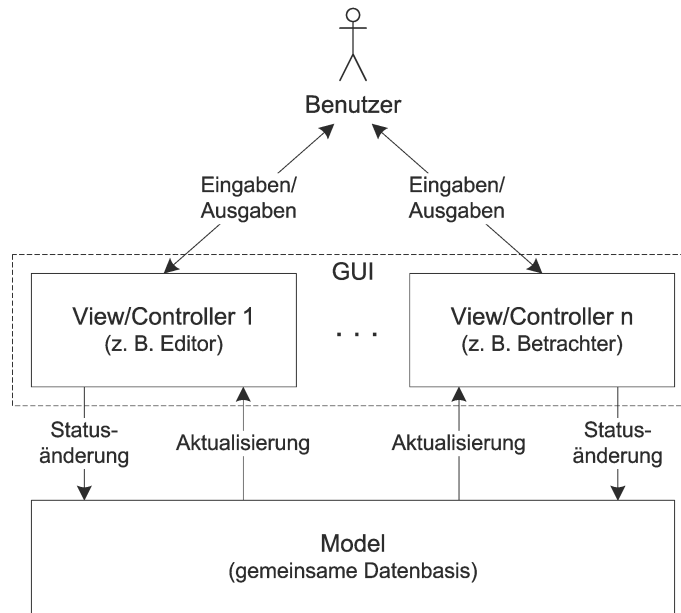 Benutzer
Eingaben/
Ausgaben
Eingaben/
Ausgaben
GUI
View/Controller 1
(z. B. Editor)
. . .
View/Controller n
(z. B. Betrachter)
Status-
änderung
Aktualisierung
Aktualisierung
Status-
änderung
Model
(gemeinsame Datenbasis)